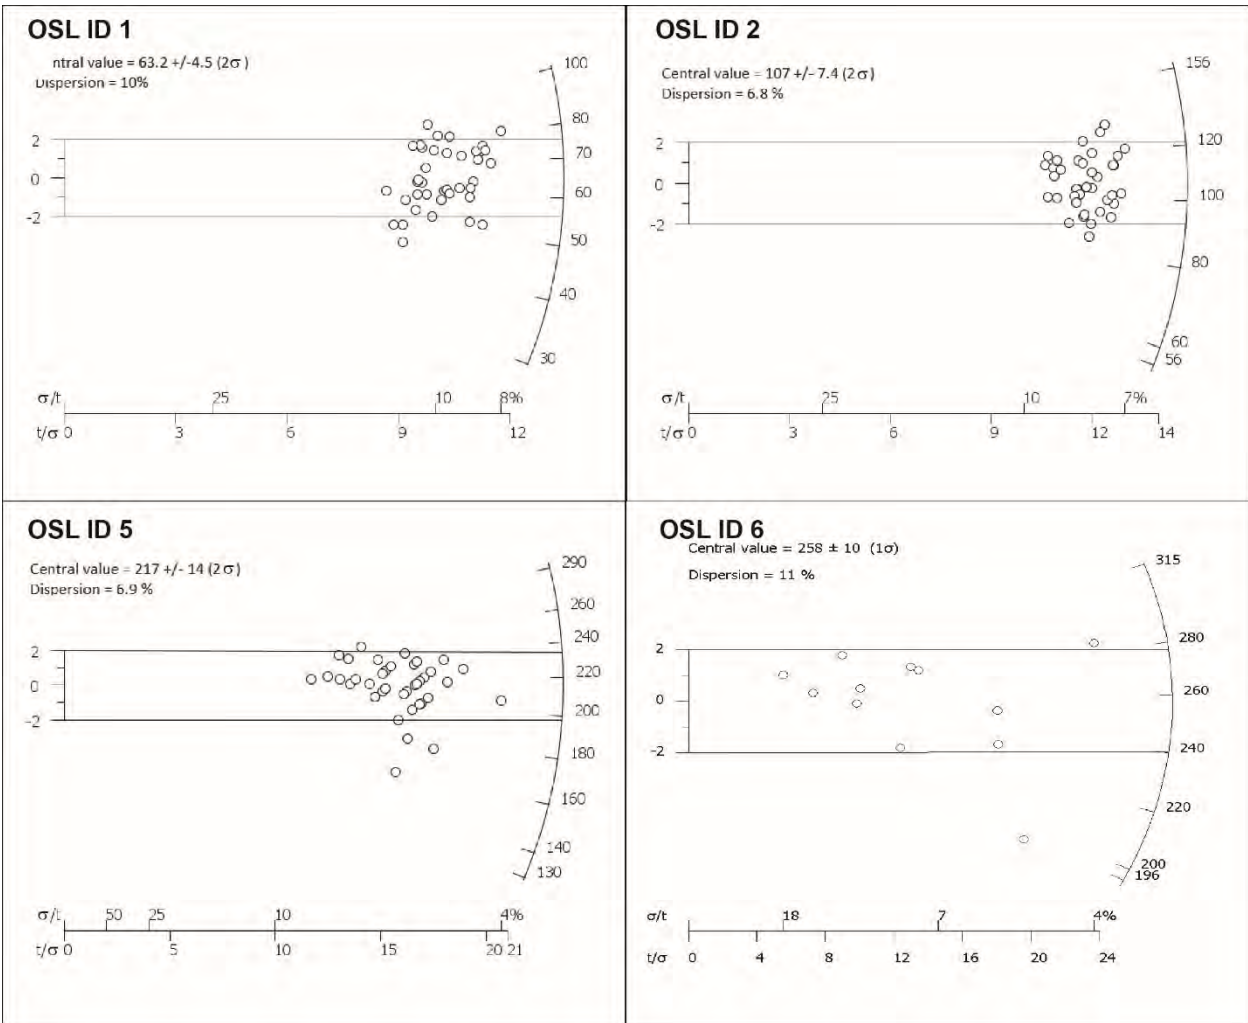 OSL ID 1
ntral value = 63.2 +/-4.5 (2σ )
Dispersion = 10%
100
80
70
60
50
40
30
2
0
-2
σ/t 25 10 8%
t/σ 0 3 6 9 12
OSL ID 2
Central value = 107 +/- 7.4 (2σ)
Dispersion = 6.8 %
155
120
100
80
60
56
2
0
-2
σ/t 25 10 7%
t/σ 0 3 6 9 12 14
OSL ID 5
Central value = 217 +/- 14 (2σ)
Dispersion = 6.9 %
290
260
240
220
200
180
160
140
130
2
0
-2
σ/t 50 25 10 4%
t/σ 0 5 10 15 20 21
OSL ID 6
Central value = 258 ± 10 (1σ)
Dispersion = 11 %
315
280
260
240
220
200
196
2
0
-2
σ/t 18 7 4%
t/σ 0 4 8 12 16 20 24